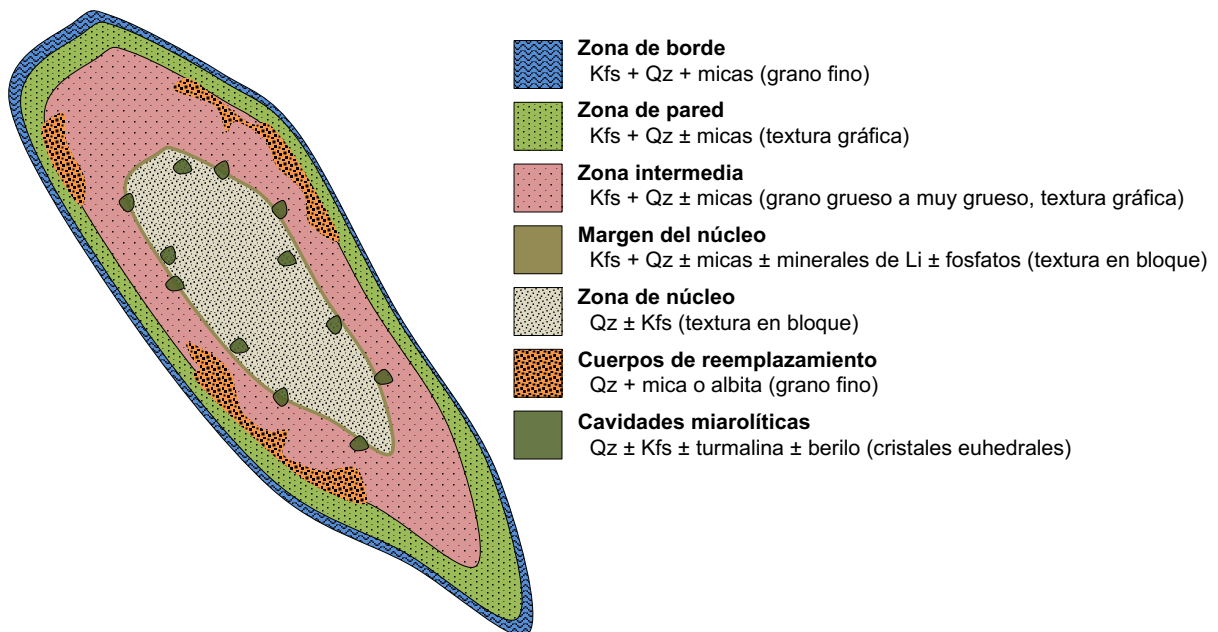 Zona de borde
Kfs + Qz + micas (grano fino)
Zona de pared
Kfs + Qz ± micas (textura gráfica)
Zona intermedia
Kfs + Qz ± micas (grano grueso a muy grueso, textura gráfica)
Margen del núcleo
Kfs + Qz ± micas ± minerales de Li ± fosfatos (textura en bloque)
Zona de núcleo
Qz ± Kfs (textura en bloque)
Cuerpos de reemplazamiento
Qz + mica o albita (grano fino)
Cavidades miarolíticas
Qz ± Kfs ± turmalina ± berilo (cristales euhedrales)